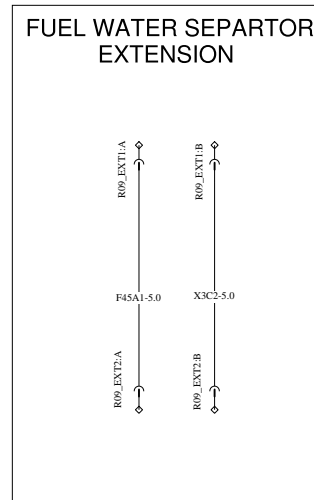 FUEL WATER SEPARTOR
EXTENSION
R09_EXT1:A
R09_EXT1:B
F45A1-5.0
X3C2-5.0
R09_EXT2:A
R09_EXT2:B